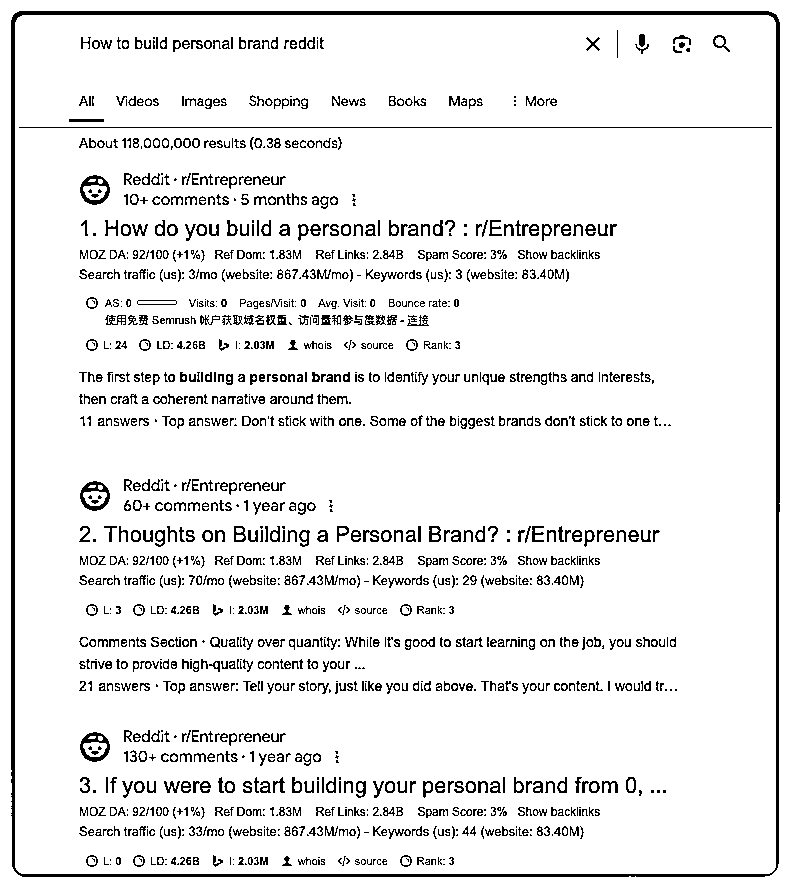 How to build personal brand reddit
All Videos Images Shopping News Books Maps More
About 118,000,000 results (0.38 seconds)
Reddit · r/Entrepreneur
10+ comments · 5 months ago
1. How do you build a personal brand? : r/Entrepreneur
MOZ DA: 92/100 (+1%) Ref Dom: 1.83M Ref Links: 2.84B Spam Score: 3% Show backlinks
Search traffic (us): 3/mo (website: 867.43M/mo) - Keywords (us): 3 (website: 83.40M)
AS: 0 Visits: 0 Pages/Visit: 0 Avg. Visit: 0 Bounce rate: 0
使用免费 Semrush 帐户获取域名权重、访问量和参与度数据 - 连接
L: 24 LD: 4.26B I: 2.03M whois source Rank: 3
The first step to building a personal brand is to identify your unique strengths and interests,
then craft a coherent narrative around them.
11 answers · Top answer: Don't stick with one. Some of the biggest brands don't stick to one t...
Reddit · r/Entrepreneur
60+ comments · 1 year ago
2. Thoughts on Building a Personal Brand? : r/Entrepreneur
MOZ DA: 92/100 (+1%) Ref Dom: 1.83M Ref Links: 2.84B Spam Score: 3% Show backlinks
Search traffic (us): 70/mo (website: 867.43M/mo) - Keywords (us): 29 (website: 83.40M)
L: 3 LD: 4.26B I: 2.03M whois source Rank: 3
Comments Section · Quality over quantity: While it's good to start learning on the job, you should
strive to provide high-quality content to your ...
21 answers · Top answer: Tell your story, just like you did above. That's your content. I would tr...
Reddit · r/Entrepreneur
130+ comments · 1 year ago
3. If you were to start building your personal brand from 0, ...
MOZ DA: 92/100 (+1%) Ref Dom: 1.83M Ref Links: 2.84B Spam Score: 3% Show backlinks
Search traffic (us): 33/mo (website: 867.43M/mo) - Keywords (us): 44 (website: 83.40M)
L: 0 LD: 4.26B I: 2.03M whois source Rank: 3